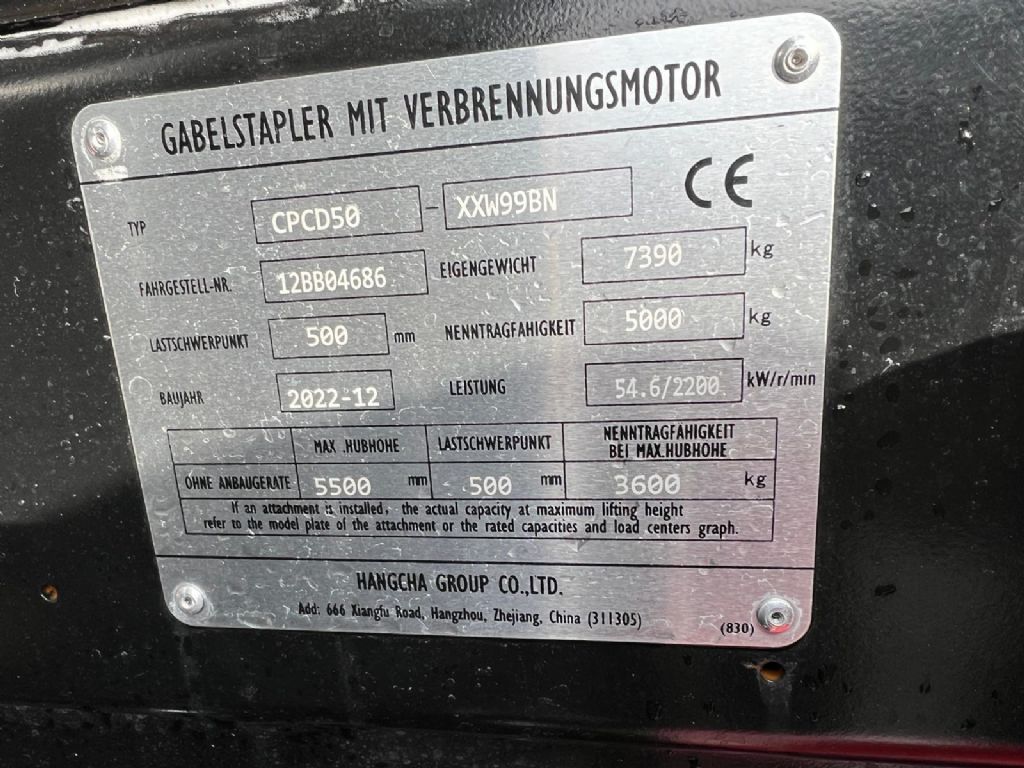 GABELSTAPLER MIT VERBRENNUNGSMOTOR
CE
TYP CPCD50 - XXW99BN
FAHRGESTELL-NR. 12BB04686 EIGENGEWICHT 7390 kg
LASTSCHWERPUNKT 500 mm NENNTRAGFAHIGKEIT 5000 kg
BAUJAHR 2022-12 LEISTUNG 54.6/2200 kW/r/min
MAX .HUBHOHE LASTSCHWERPUNKT NENNTRAGFAHIGKEIT
BEI MAX.HUBHOHE
OHNE ANBAUGERATE 5500 mm 500 mm 3600 kg
If an attachment is installed, the actual capacity at maximum lifting height
refer to the model plate of the attachment or the rated capacities and load centers graph.
HANGCHA GROUP CO.,LTD.
Add: 666 Xiangfu Road, Hangzhou, Zhejiang, China (311305)
(830)